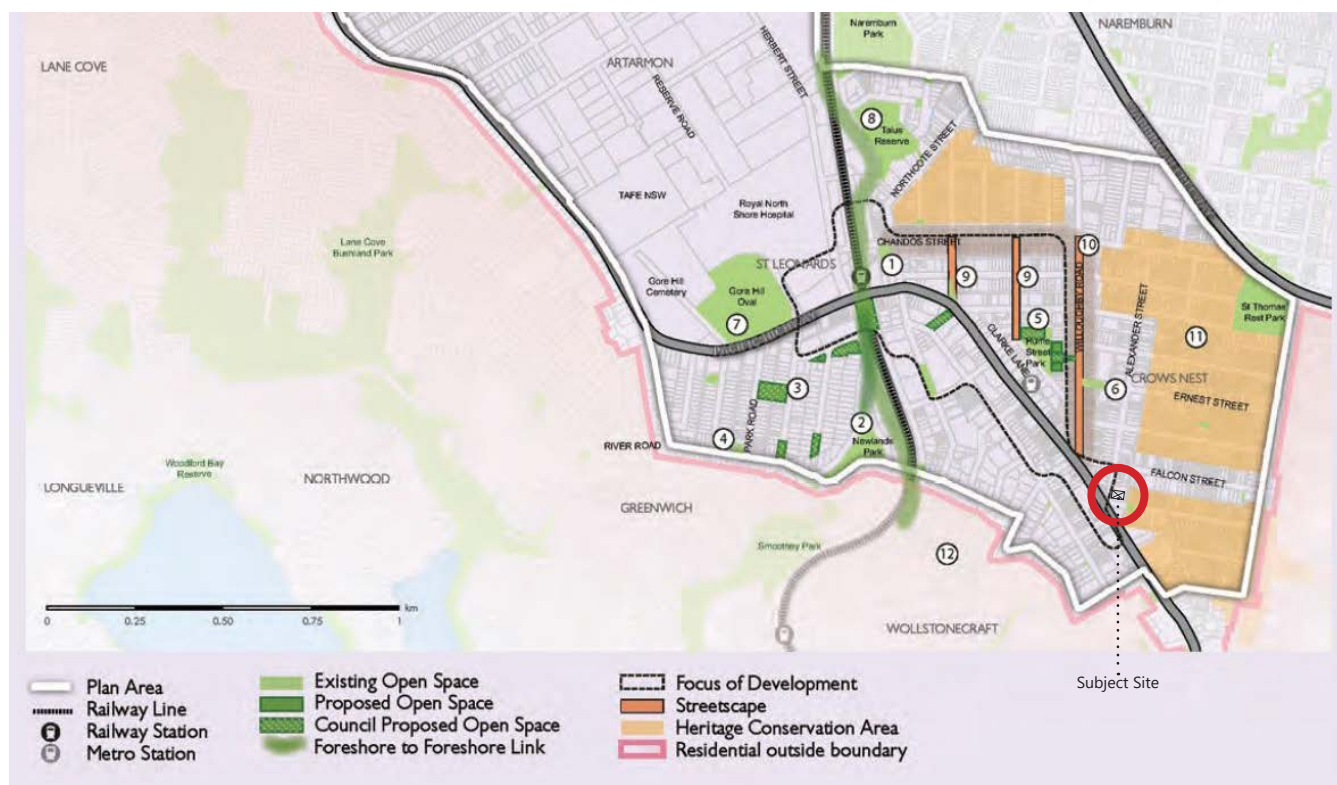 NAREMBURN
Naremburn
Park
LANE COVE
ARTARMON
HERBERT STREET
RESERVE ROAD
8
Talus
Reserve
NORTHCOTE STREET
TAFE NSW
Royal North
Shore Hospital
Lane Cove
Bushland Park
CHANDOS STREET
10
ST LEONARDS
1
9
9
Gore Hill
Cemetery
Gore Hill
Oval
WILLOUGHBY ROAD
ALEXANDER STREET
St Thomas
Rest Park
7
5
CLARKE LANE
Hume
Street
Park
11
CROWS NEST
3
6
ERNEST STREET
PARK ROAD
2
4
RIVER ROAD
Newlands
Park
Woodford Bay
Reserve
NORTHWOOD
FALCON STREET
LONGUEVILLE
GREENWICH
Smoothey Park
12
km
0 0.25 0.50 0.75 1
WOLLSTONECRAFT
Subject Site
Plan Area
Railway Line
Railway Station
Metro Station
Existing Open Space
Proposed Open Space
Council Proposed Open Space
Foreshore to Foreshore Link
Focus of Development
Streetscape
Heritage Conservation Area
Residential outside boundary